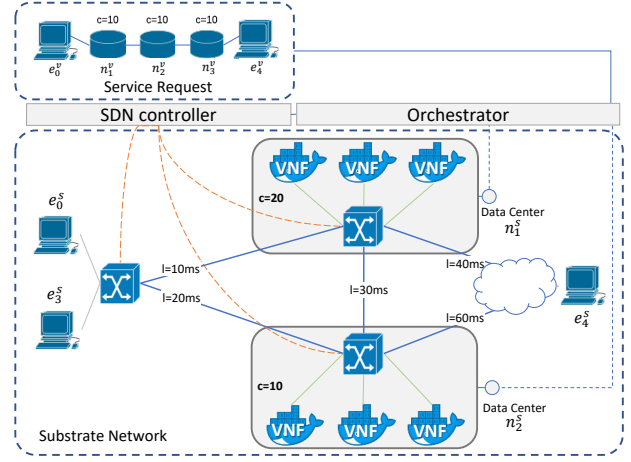 c=10 c=10 c=10
e_0^v n_1^v n_2^v n_3^v e_4^v
Service Request
SDN controller Orchestrator
VNF VNF VNF
c=20
e_0^s
Data Center
n_1^s
l=10ms l=40ms
e_3^s
l=20ms l=30ms l=60ms
e_4^s
c=10
Data Center
n_2^s
VNF VNF VNF
Substrate Network